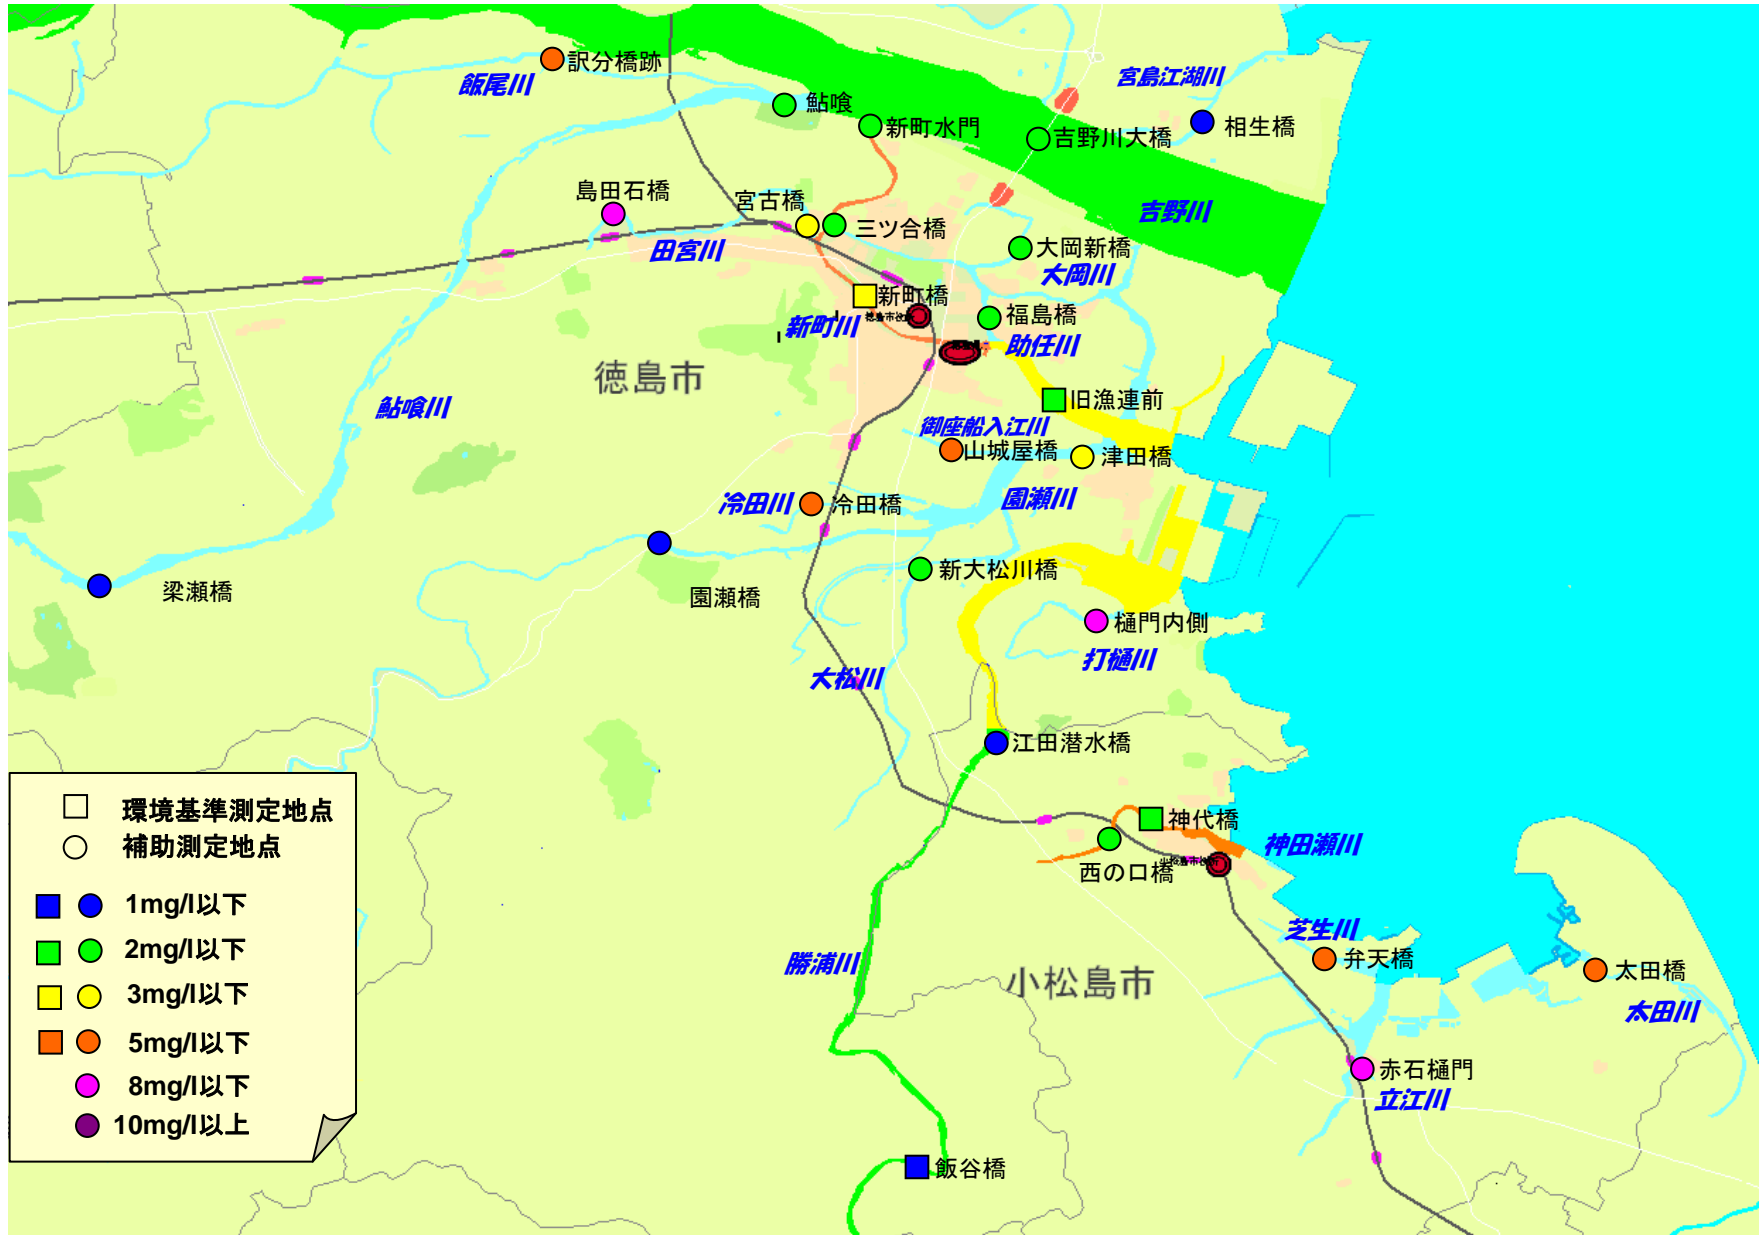 訳分橋跡
飯尾川
宮島江湖川
鮎喰
新町水門
吉野川大橋
相生橋
島田石橋
宮古橋
三ツ合橋
吉野川
田宮川
大岡新橋
大岡川
新町橋
新町川
福島橋
助任川
徳島市
鮎喰川
旧漁連前
御座船入江川
山城屋橋
津田橋
冷田川
冷田橋
園瀬川
梁瀬橋
園瀬橋
新大松川橋
樋門内側
打樋川
大松川
江田潜水橋
神代橋
神田瀬川
西の口橋
芝生川
弁天橋
太田橋
太田川
勝浦川
小松島市
赤石樋門
立江川
飯谷橋
環境基準測定地点
補助測定地点
1mg/l以下
2mg/l以下
3mg/l以下
5mg/l以下
8mg/l以下
10mg/l以上